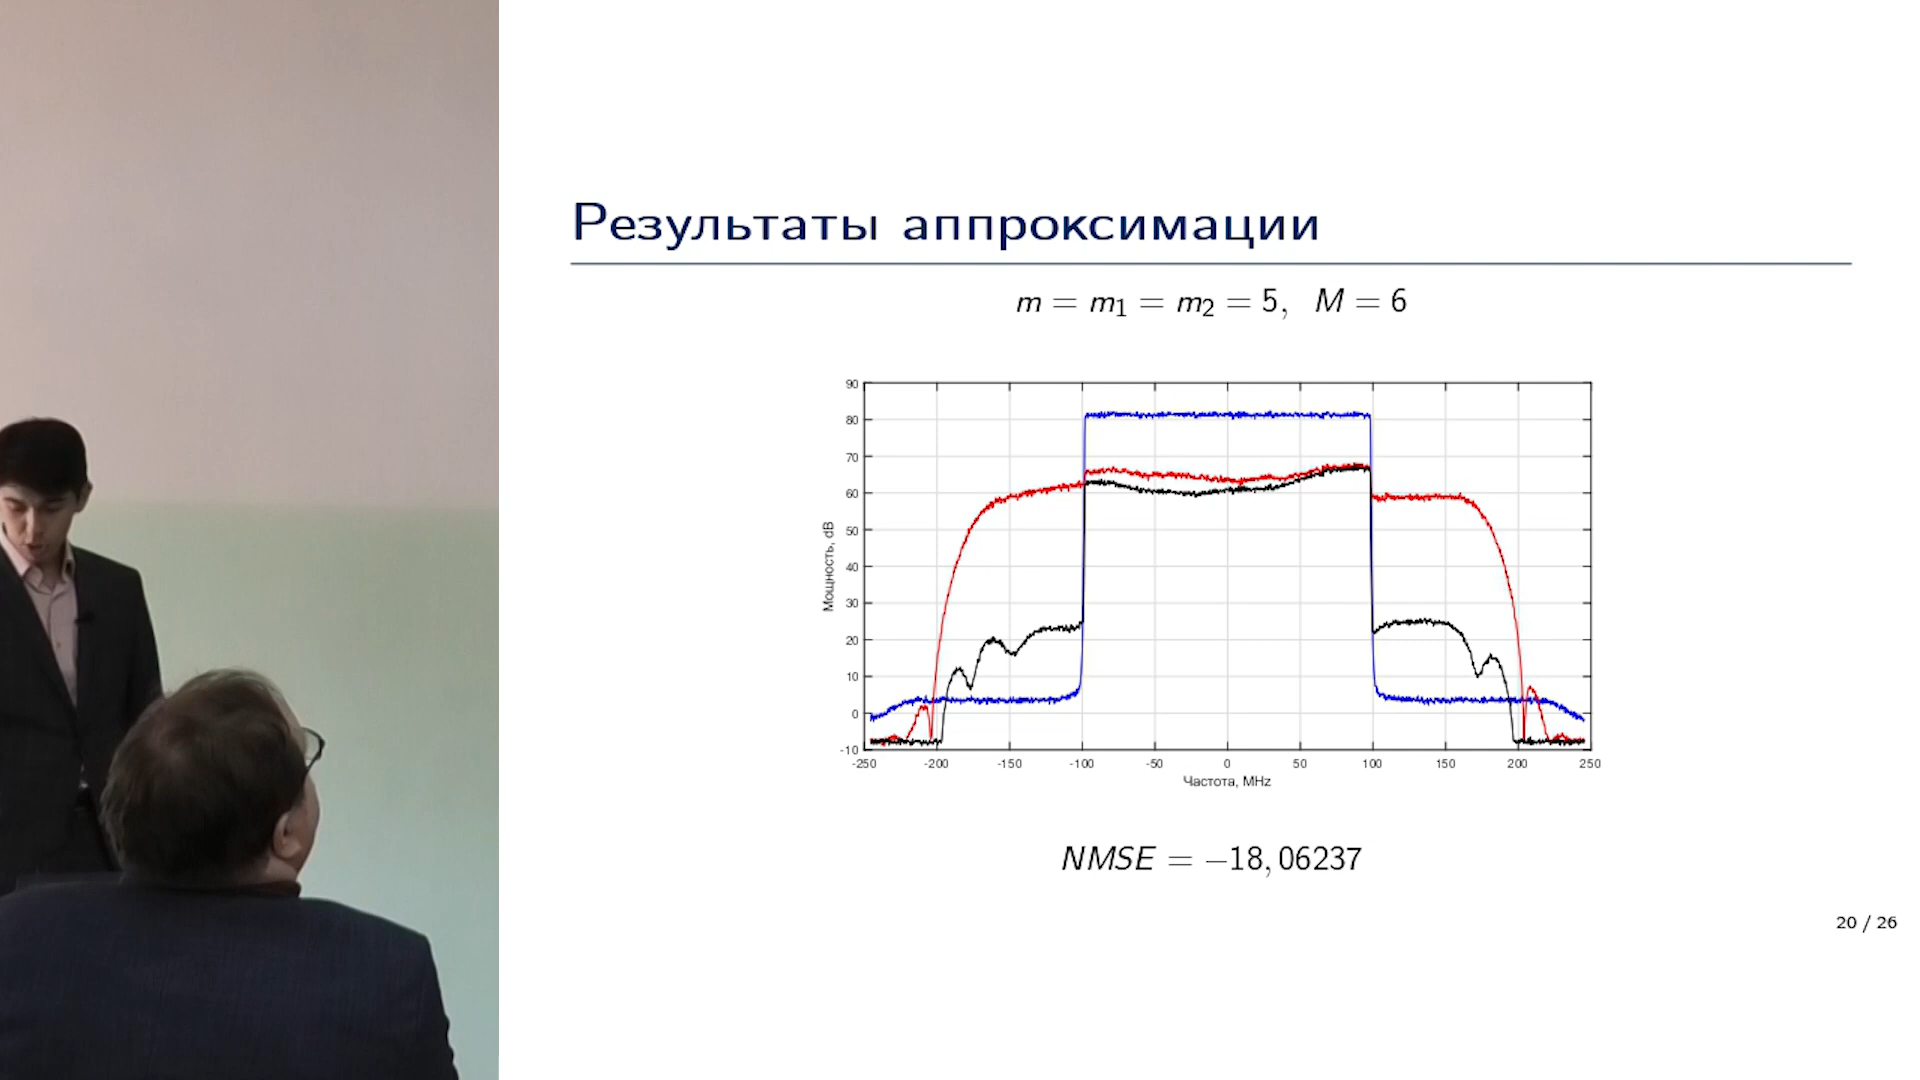 Результаты аппроксимации
m = m₁ = m₂ = 5, M = 6
90
80
70
60
50
40
30
20
10
0
-10
Мощность, dB
-250 -200 -150 -100 -50 0 50 100 150 200 250
Частота, MHz
NMSE = −18, 06237
20 / 26